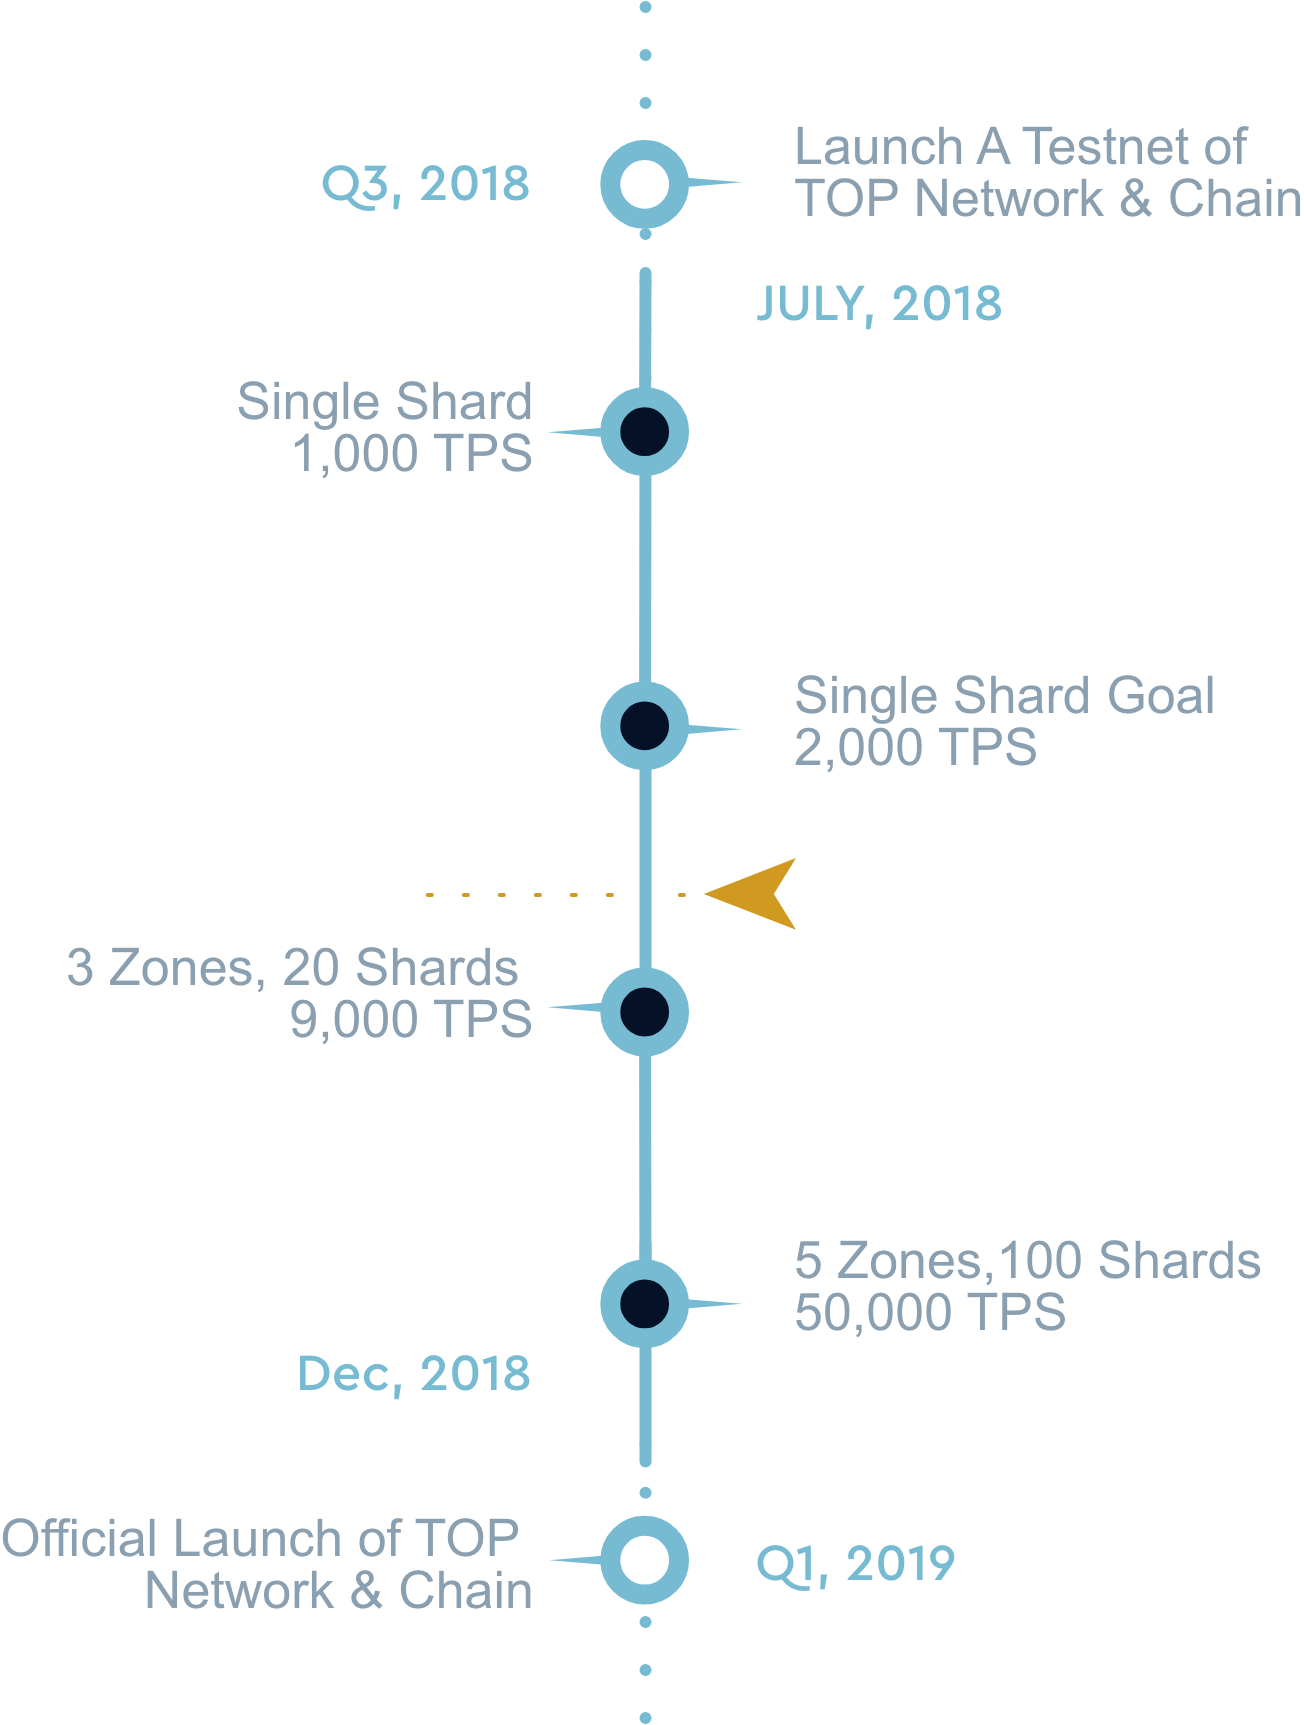 Q3, 2018
Launch A Testnet of
TOP Network & Chain
JULY, 2018
Single Shard
1,000 TPS
Single Shard Goal
2,000 TPS
3 Zones, 20 Shards
9,000 TPS
5 Zones,100 Shards
50,000 TPS
Dec, 2018
Official Launch of TOP
Network & Chain
Q1, 2019